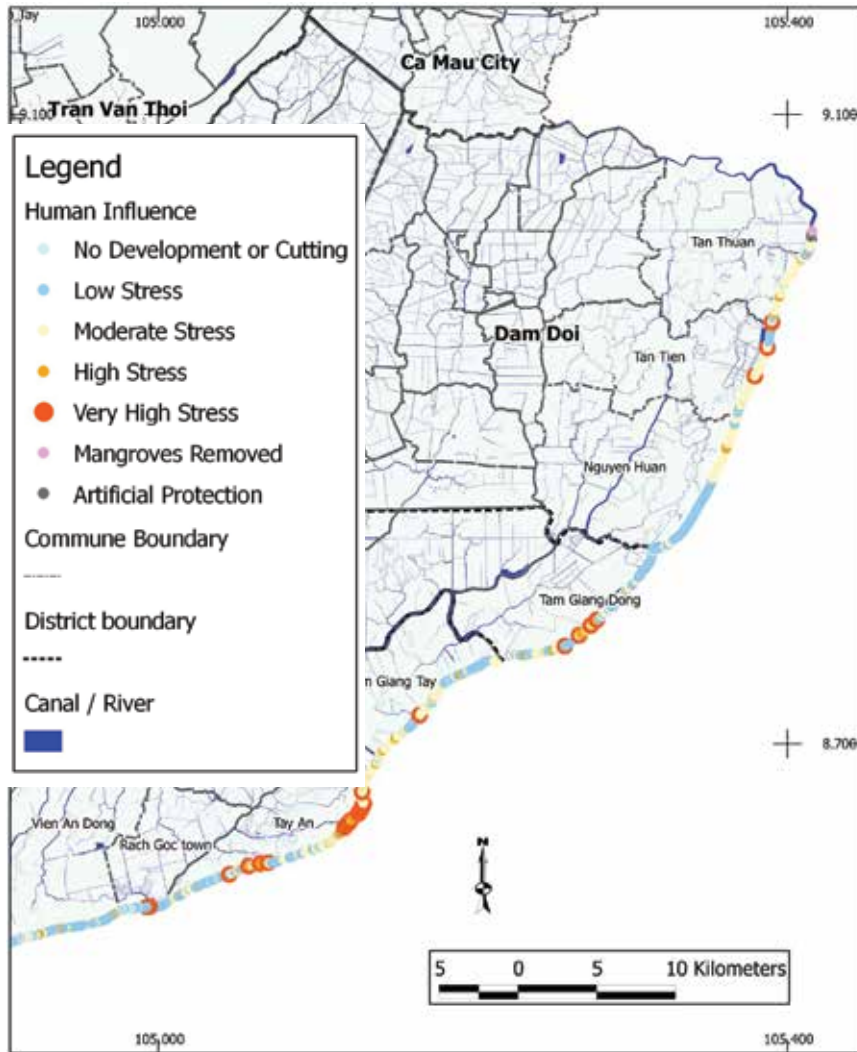 Tay
105.000
105.400
Ca Mau City
Tran Van Thoi
9.100
9.100
Legend
Human Influence
No Development or Cutting
Low Stress
Moderate Stress
High Stress
Very High Stress
Mangroves Removed
Artificial Protection
Commune Boundary
District boundary
Canal / River
Tan Thuan
Dam Doi
Tan Tien
Nguyen Huan
Tam Giang Dong
Giang Tay
8.700
Vien An Dong
Tay An
Rach Goc town
N
5 0 5 10 Kilometers
105.000
105.400